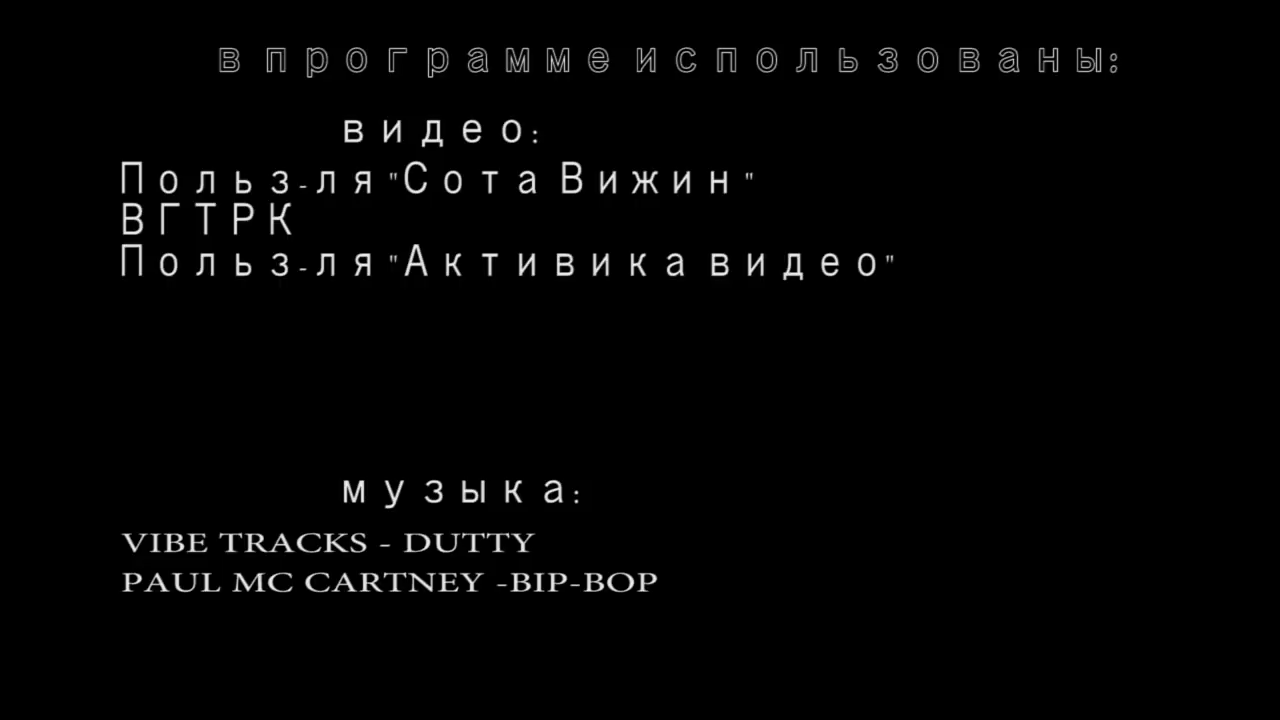 в программе использованы:
видео:
Польз-ля "Сота Вижин"
ВГТРК
Польз-ля "Активика видео"
музыка:
VIBE TRACKS - DUTTY
PAUL MC CARTNEY -BIP-BOP